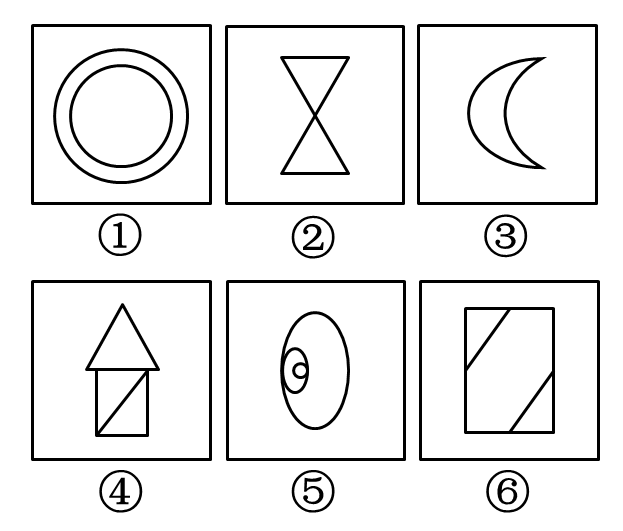 ① ② ③
④ ⑤ ⑥